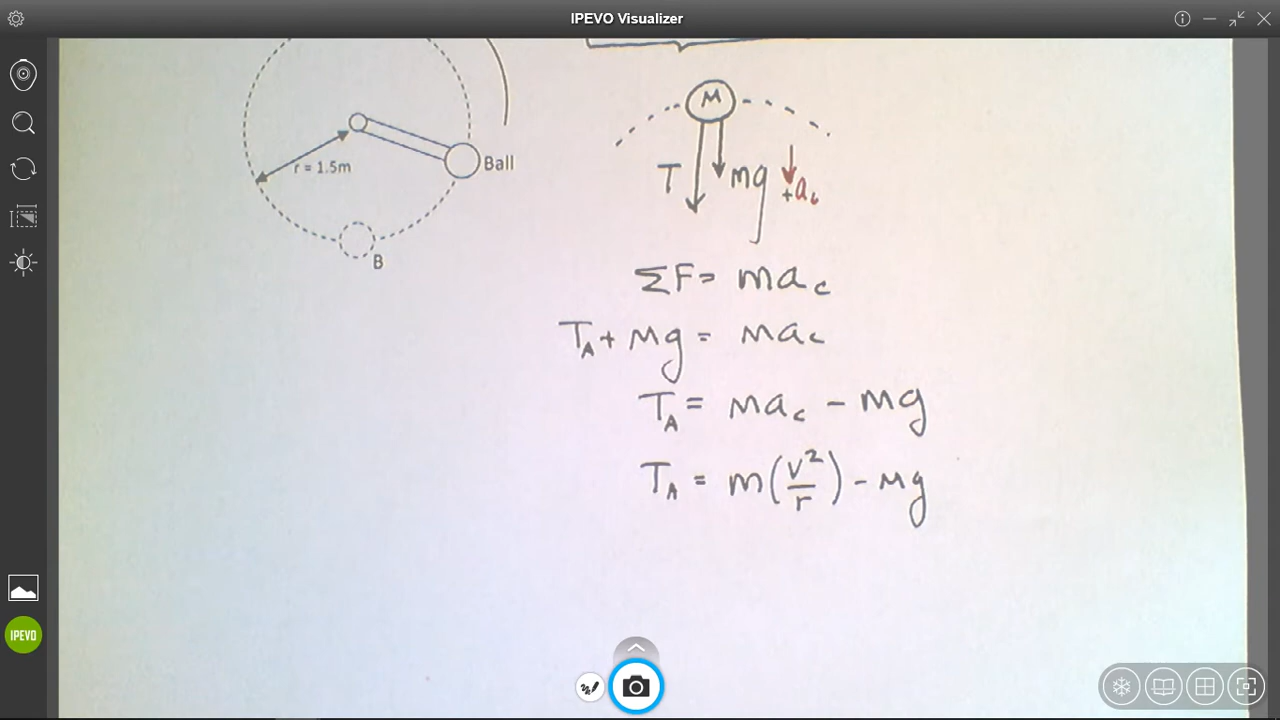 IPEVO Visualizer
M
r = 1.5m
Ball
T
mg
+ac
B
ΣF = mac
TA + mg = mac
TA = mac - mg
TA = m(v²/r) - mg
IPEVO